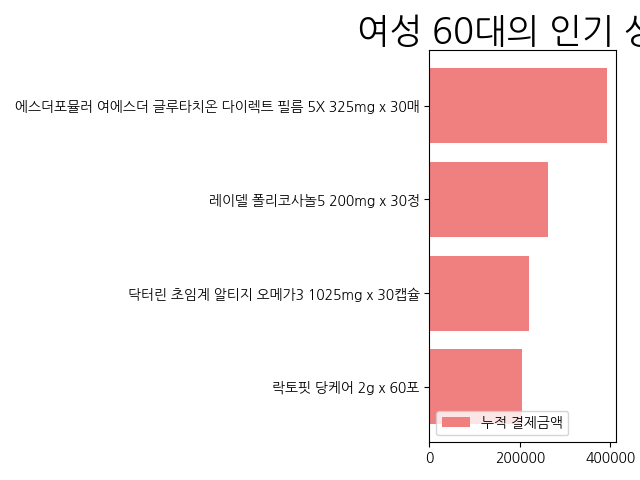 여성 60대의 인기
에스더포뮬러 여에스더 글루타치온 다이렉트 필름 5X 325mg x 30매
레이델 폴리코사놀5 200mg x 30정
닥터린 초임계 알티지 오메가3 1025mg x 30캡슐
락토핏 당케어 2g x 60포
누적 결제금액
0 200000 400000